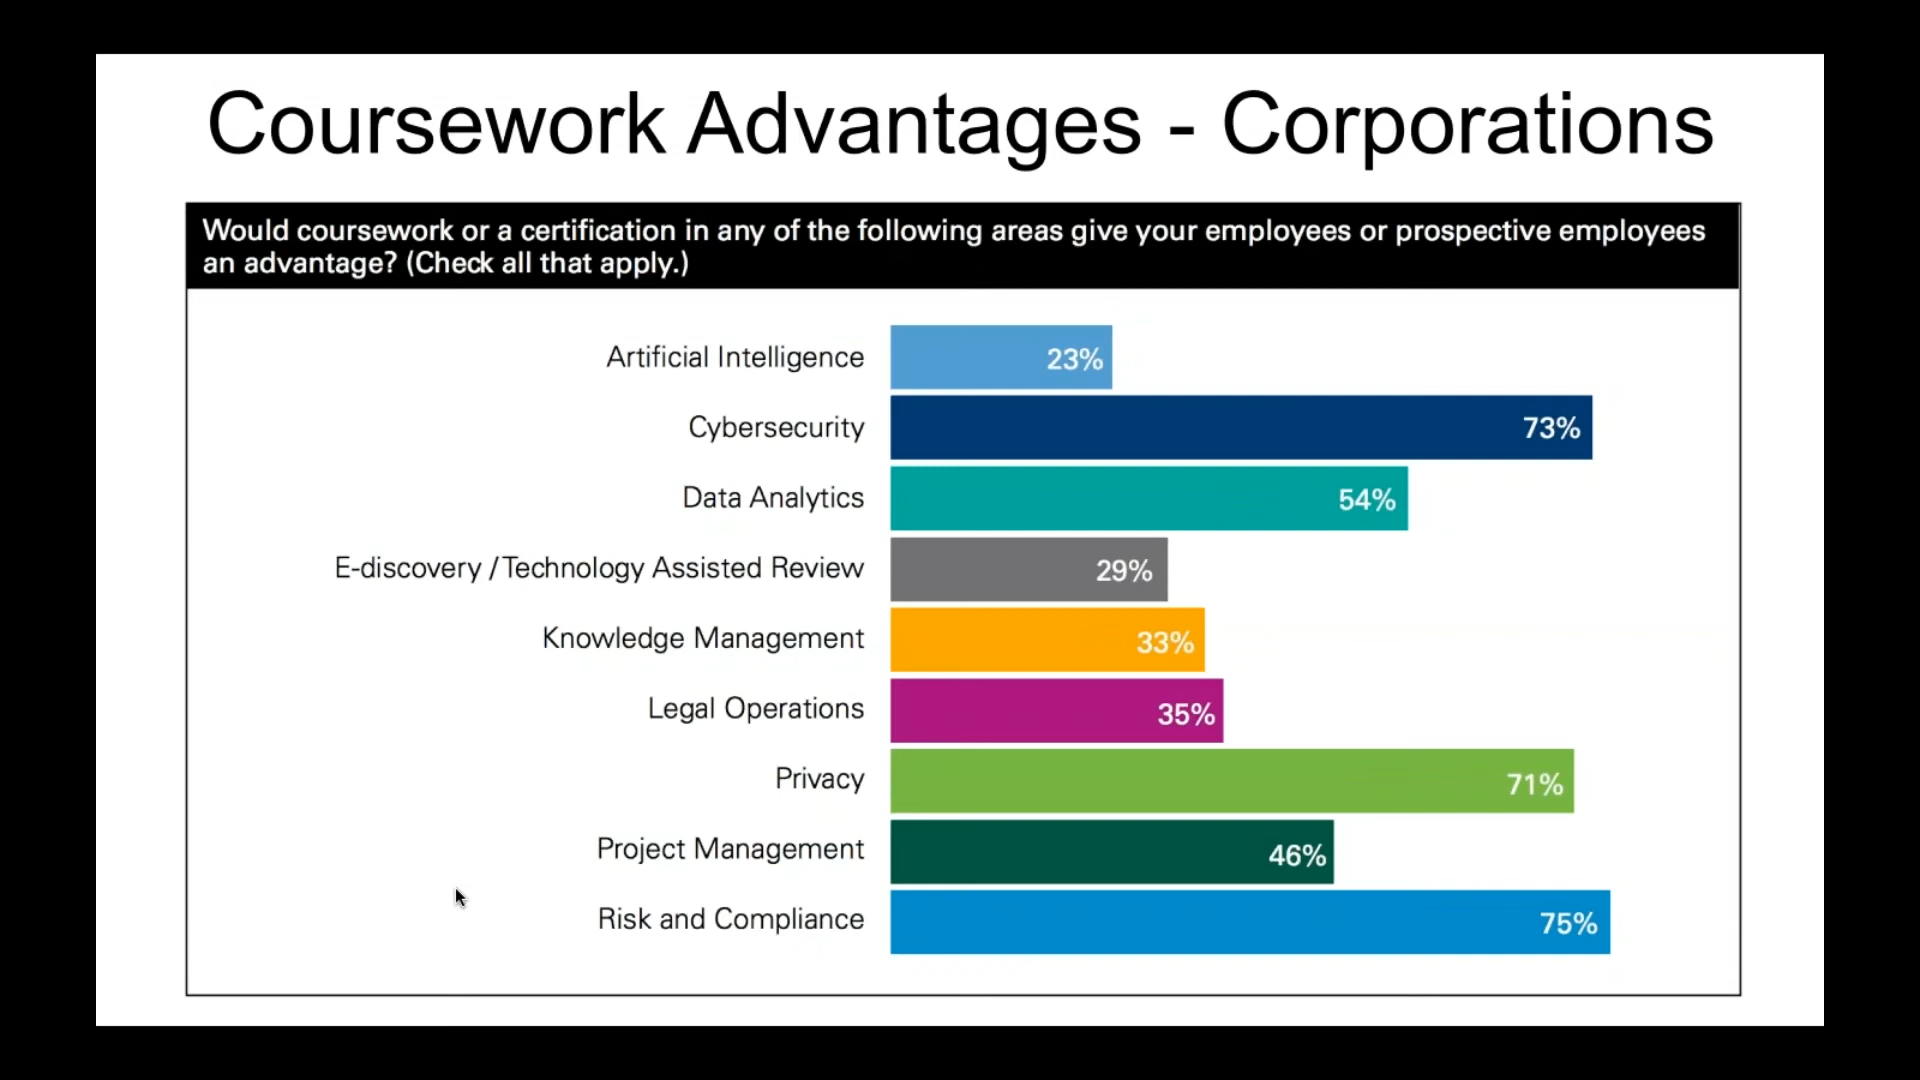 Coursework Advantages - Corporations
Would coursework or a certification in any of the following areas give your employees or prospective employees
an advantage? (Check all that apply.)
Artificial Intelligence 23%
Cybersecurity 73%
Data Analytics 54%
E-discovery / Technology Assisted Review 29%
Knowledge Management 33%
Legal Operations 35%
Privacy 71%
Project Management 46%
Risk and Compliance 75%